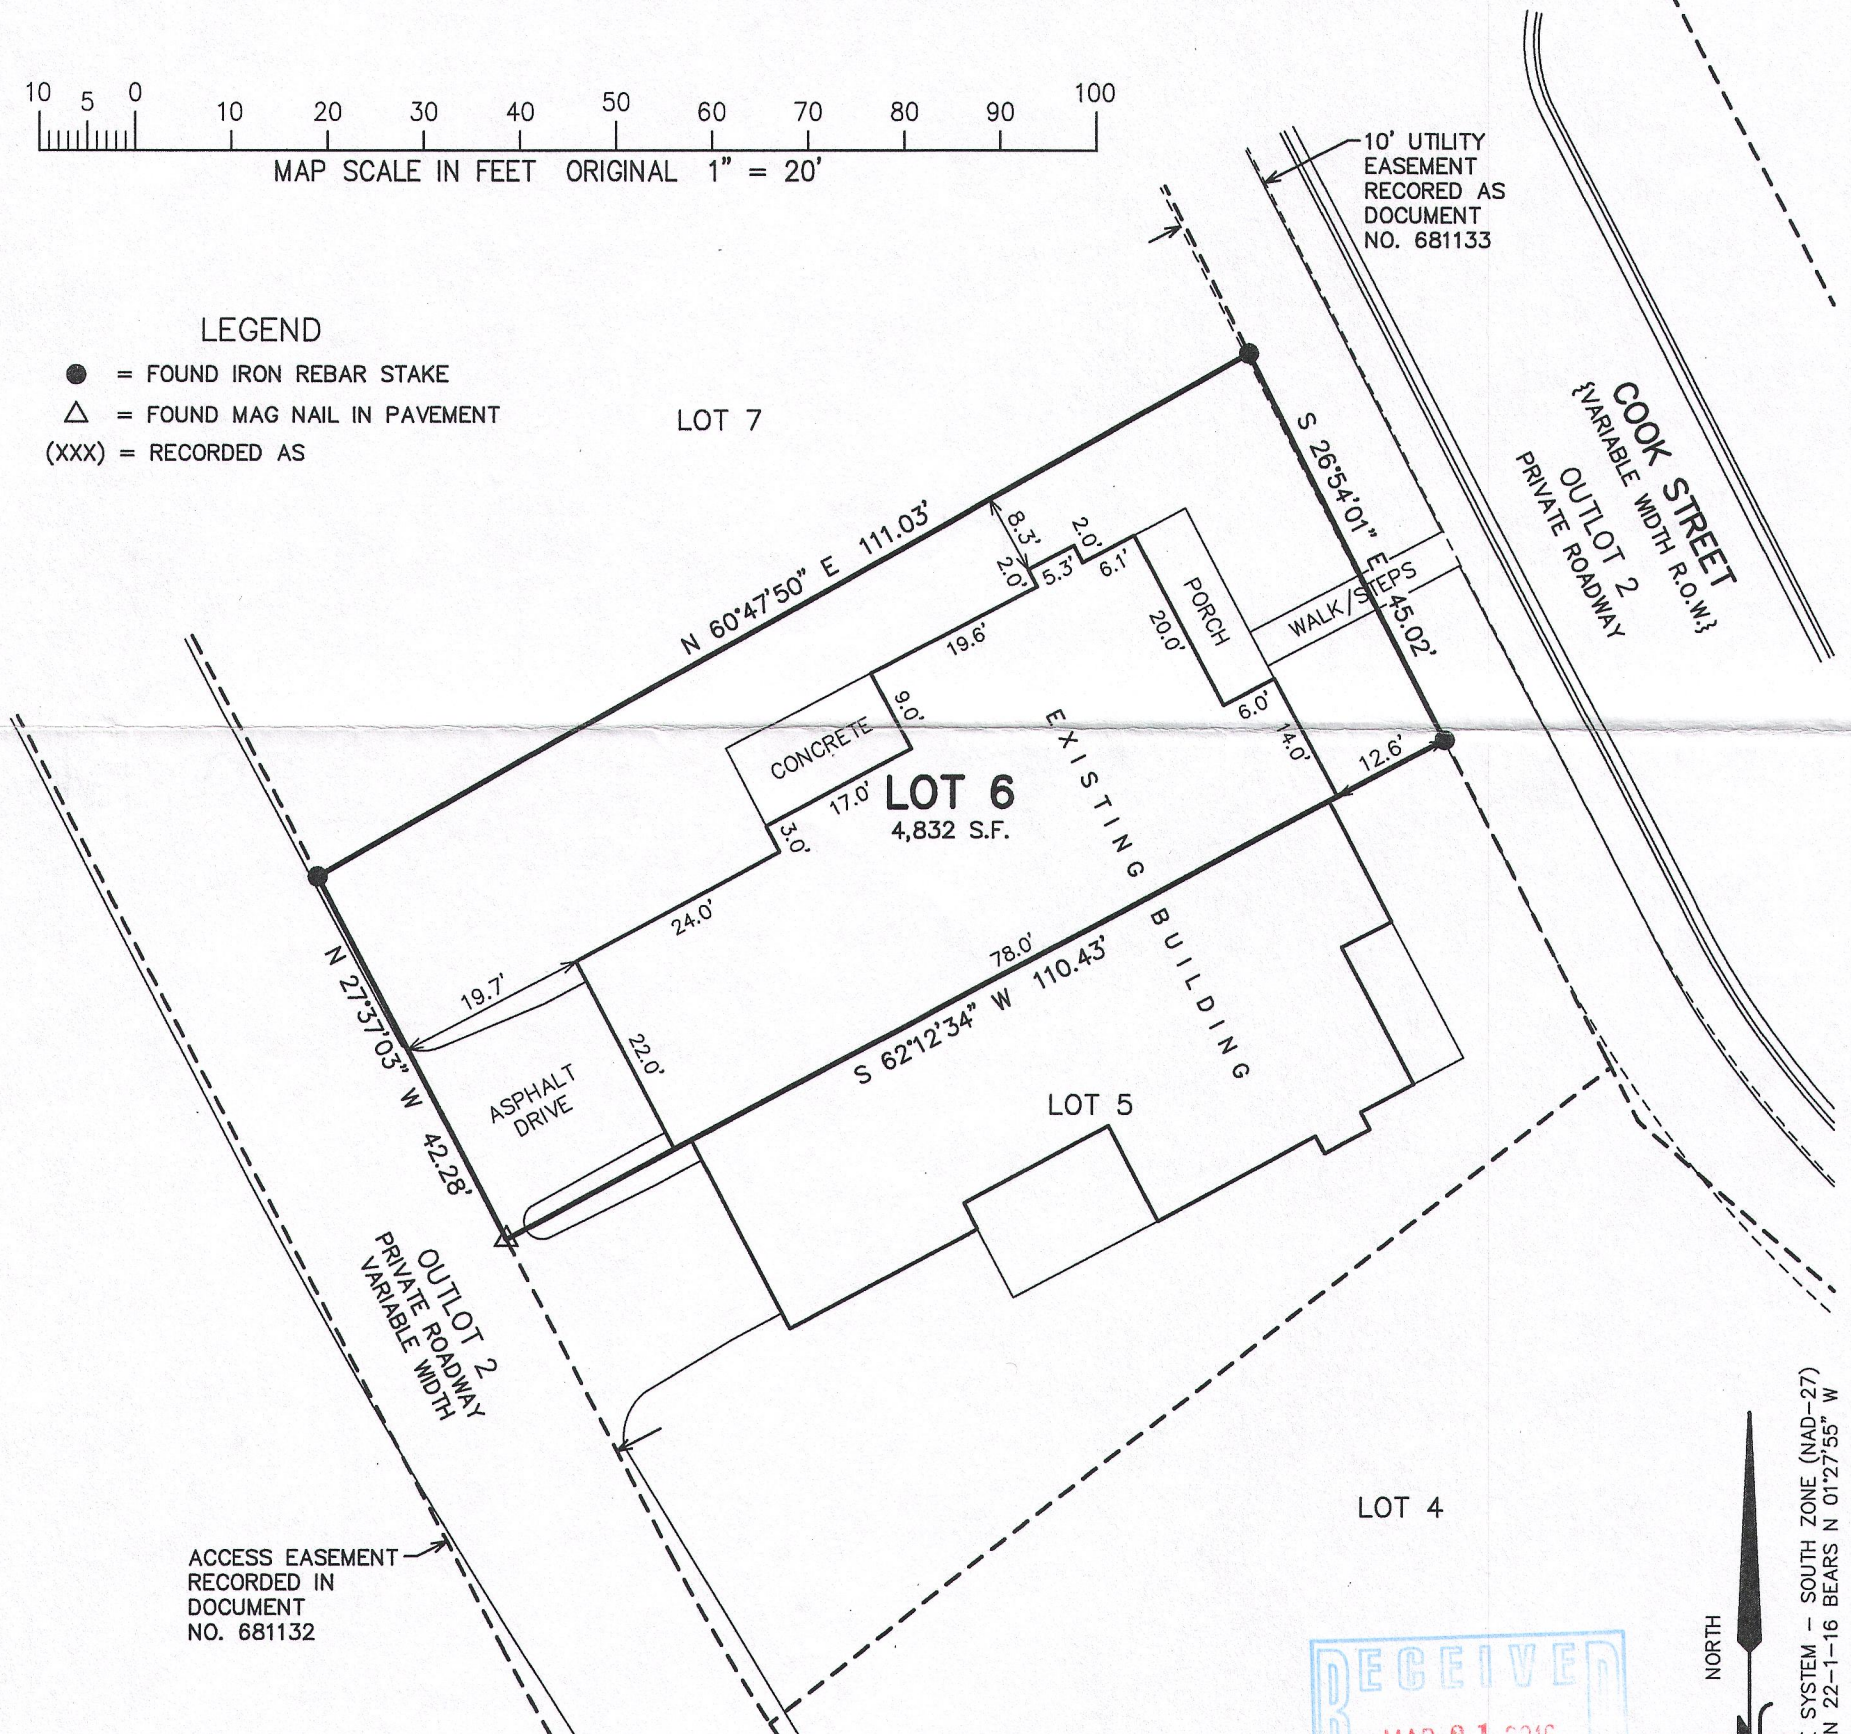 10 5 0 10 20 30 40 50 60 70 80 90 100
MAP SCALE IN FEET ORIGINAL 1" = 20'
10' UTILITY
EASEMENT
RECORED AS
DOCUMENT
NO. 681133
LEGEND
● = FOUND IRON REBAR STAKE
△ = FOUND MAG NAIL IN PAVEMENT
(XXX) = RECORDED AS
LOT 7
COOK STREET
{VARIABLE WIDTH R.O.W.}
OUTLOT 2
PRIVATE ROADWAY
N 60°47'50" E 111.03'
S 26°54'01" E 45.02'
8.3'
2.0'
5.3'
2.0'
6.1'
PORCH
20.0'
WALK/STEPS
19.6'
9.0'
CONCRETE
17.0'
3.0'
6.0'
14.0'
12.6'
LOT 6
4,832 S.F.
EXISTING BUILDING
24.0'
19.7'
22.0'
78.0'
S 62°12'34" W 110.43'
N 27°37'03" W 42.28'
ASPHALT
DRIVE
LOT 5
OUTLOT 2
PRIVATE ROADWAY
VARIABLE WIDTH
ACCESS EASEMENT
RECORDED IN
DOCUMENT
NO. 681132
LOT 4
NORTH
SYSTEM - SOUTH ZONE (NAD-27)
N 22-1-16 BEARS N 01°27'55" W
RECEIVED